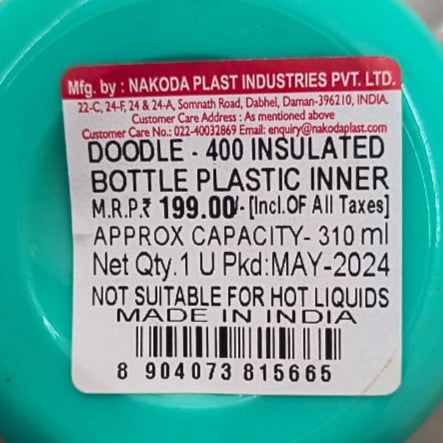 Mfg. by : NAKODA PLAST INDUSTRIES PVT. LTD.
22-C, 24-F, 24 & 24-A, Somnath Road, Dabhel, Daman-396210, INDIA.
Customer Care Address : As mentioned above
Customer Care No.: 022-40032869 Email: enquiry@nakodaplast.com
DOODLE - 400 INSULATED
BOTTLE PLASTIC INNER
M.R.P.₹ 199.00/- [Incl.OF All Taxes]
APPROX CAPACITY- 310 ml
Net Qty.1 U Pkd:MAY-2024
NOT SUITABLE FOR HOT LIQUIDS
MADE IN INDIA
8 904073 815665